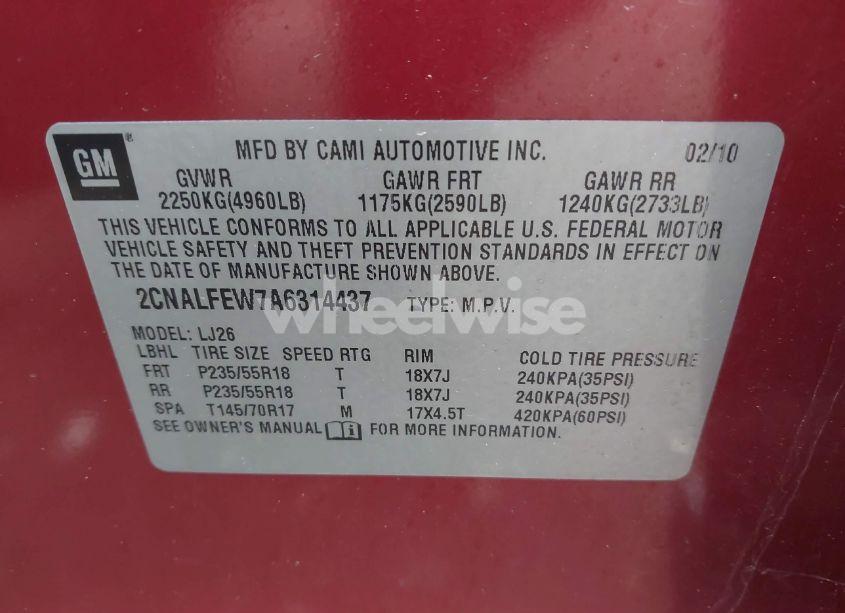 GM®
MFD BY CAMI AUTOMOTIVE INC. 02/10
GVWR GAWR FRT GAWR RR
2250KG(4960LB) 1175KG(2590LB) 1240KG(2733LB)
THIS VEHICLE CONFORMS TO ALL APPLICABLE U.S. FEDERAL MOTOR
VEHICLE SAFETY AND THEFT PREVENTION STANDARDS IN EFFECT ON
THE DATE OF MANUFACTURE SHOWN ABOVE.
2CNALFEW7A6314437 TYPE: M.P.V.
wheelwise
MODEL: LJ26
LBHL TIRE SIZE SPEED RTG RIM COLD TIRE PRESSURE
FRT P235/55R18 T 18X7J 240KPA(35PSI)
RR P235/55R18 T 18X7J 240KPA(35PSI)
SPA T145/70R17 M 17X4.5T 420KPA(60PSI)
SEE OWNER'S MANUAL i FOR MORE INFORMATION.